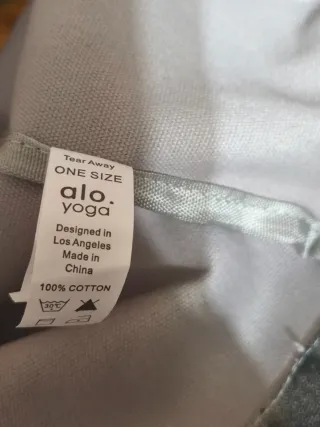 Tear Away
ONE SIZE
alo.
yoga
Designed in
Los Angeles
Made in
China
100% COTTON
30°C